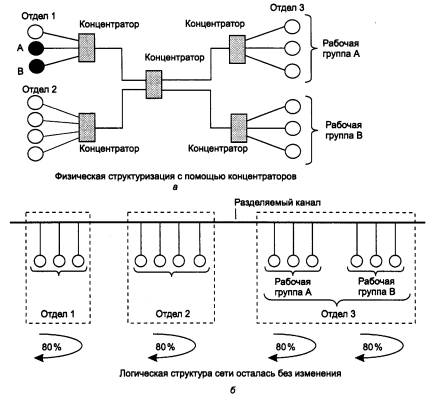 Отдел 1
Концентратор
Отдел 3
A
B
Концентратор
Концентратор
Рабочая
группа A
Отдел 2
Концентратор
Концентратор
Рабочая
группа B
Физическая структуризация с помощью концентраторов
а
Разделяемый канал
Рабочая
группа A
Рабочая
группа B
Отдел 1
Отдел 2
Отдел 3
80%
80%
80%
80%
Логическая структура сети осталась без изменения
б